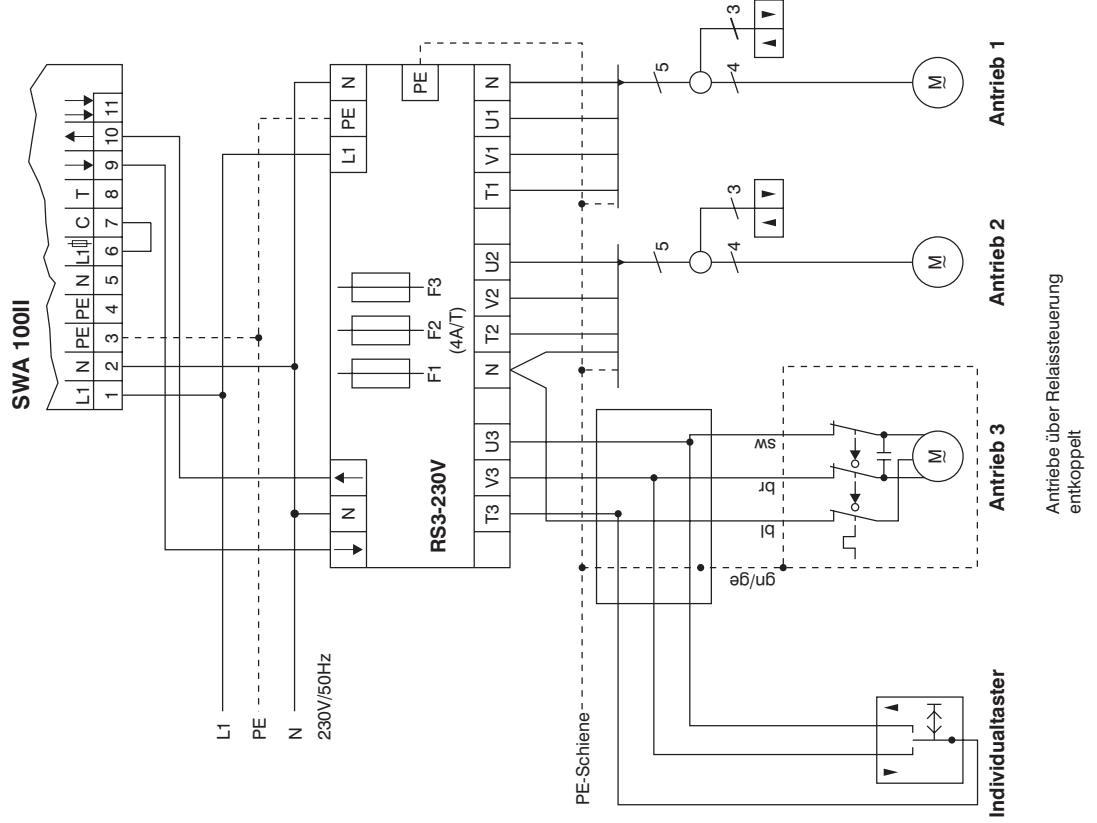 SWA 100II
L1 N PE PE N L1 C T
1 2 3 4 5 6 7 8 9 10 11
L1
PE
N
230V/50Hz
N
L1 PE N
PE
RS3-230V
F1 F2 F3
(4A/T)
T3 V3 U3 N T2 V2 U2 T1 V1 U1 N
PE-Schiene
gn/ge
bl
br
sw
5
3
4
5
3
4
M
M
M
Individualtaster
Antrieb 3
Antrieb 2
Antrieb 1
Antriebe über Relaissteuerung
entkoppelt